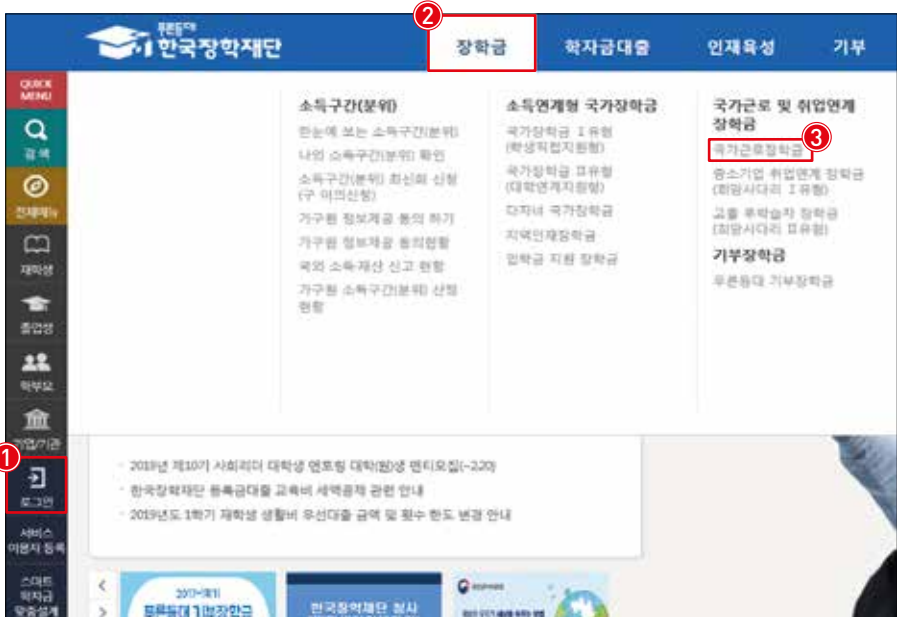 푸른등대
한국장학재단
2
장학금
학자금대출
인재육성
기부
QUICK
MENU
검색
전체메뉴
재학생
졸업생
학부모
기업/기관
1
로그인
서비스
이용자 등록
스마트
학자금
맞춤설계
소득구간(분위)
한눈에 보는 소득구간(분위)
나의 소득구간(분위) 확인
소득구간(분위) 최신화 신청
(구 이의신청)
가구원 정보제공 동의 하기
가구원 정보제공 동의현황
국외 소득·재산 신고 현황
가구원 소득구간(분위) 산정
현황
소득연계형 국가장학금
국가장학금 Ⅰ유형
(학생직접지원형)
국가장학금 Ⅱ유형
(대학연계지원형)
다자녀 국가장학금
지역인재장학금
입학금 지원 장학금
국가근로 및 취업연계
장학금
3
국가근로장학금
중소기업 취업연계 장학금
(희망사다리 Ⅰ유형)
고졸 후학습자 장학금
(희망사다리 Ⅱ유형)
기부장학금
푸른등대 기부장학금
· 2019년 제10기 사회리더 대학생 멘토링 대학(원)생 멘티모집(~2.20)
· 한국장학재단 등록금대출 교육비 세액공제 관련 안내
· 2019년도 1학기 재학생 생활비 우선대출 금액 및 횟수 한도 변경 안내
푸른등대 기부장학금
한국장학재단 청사